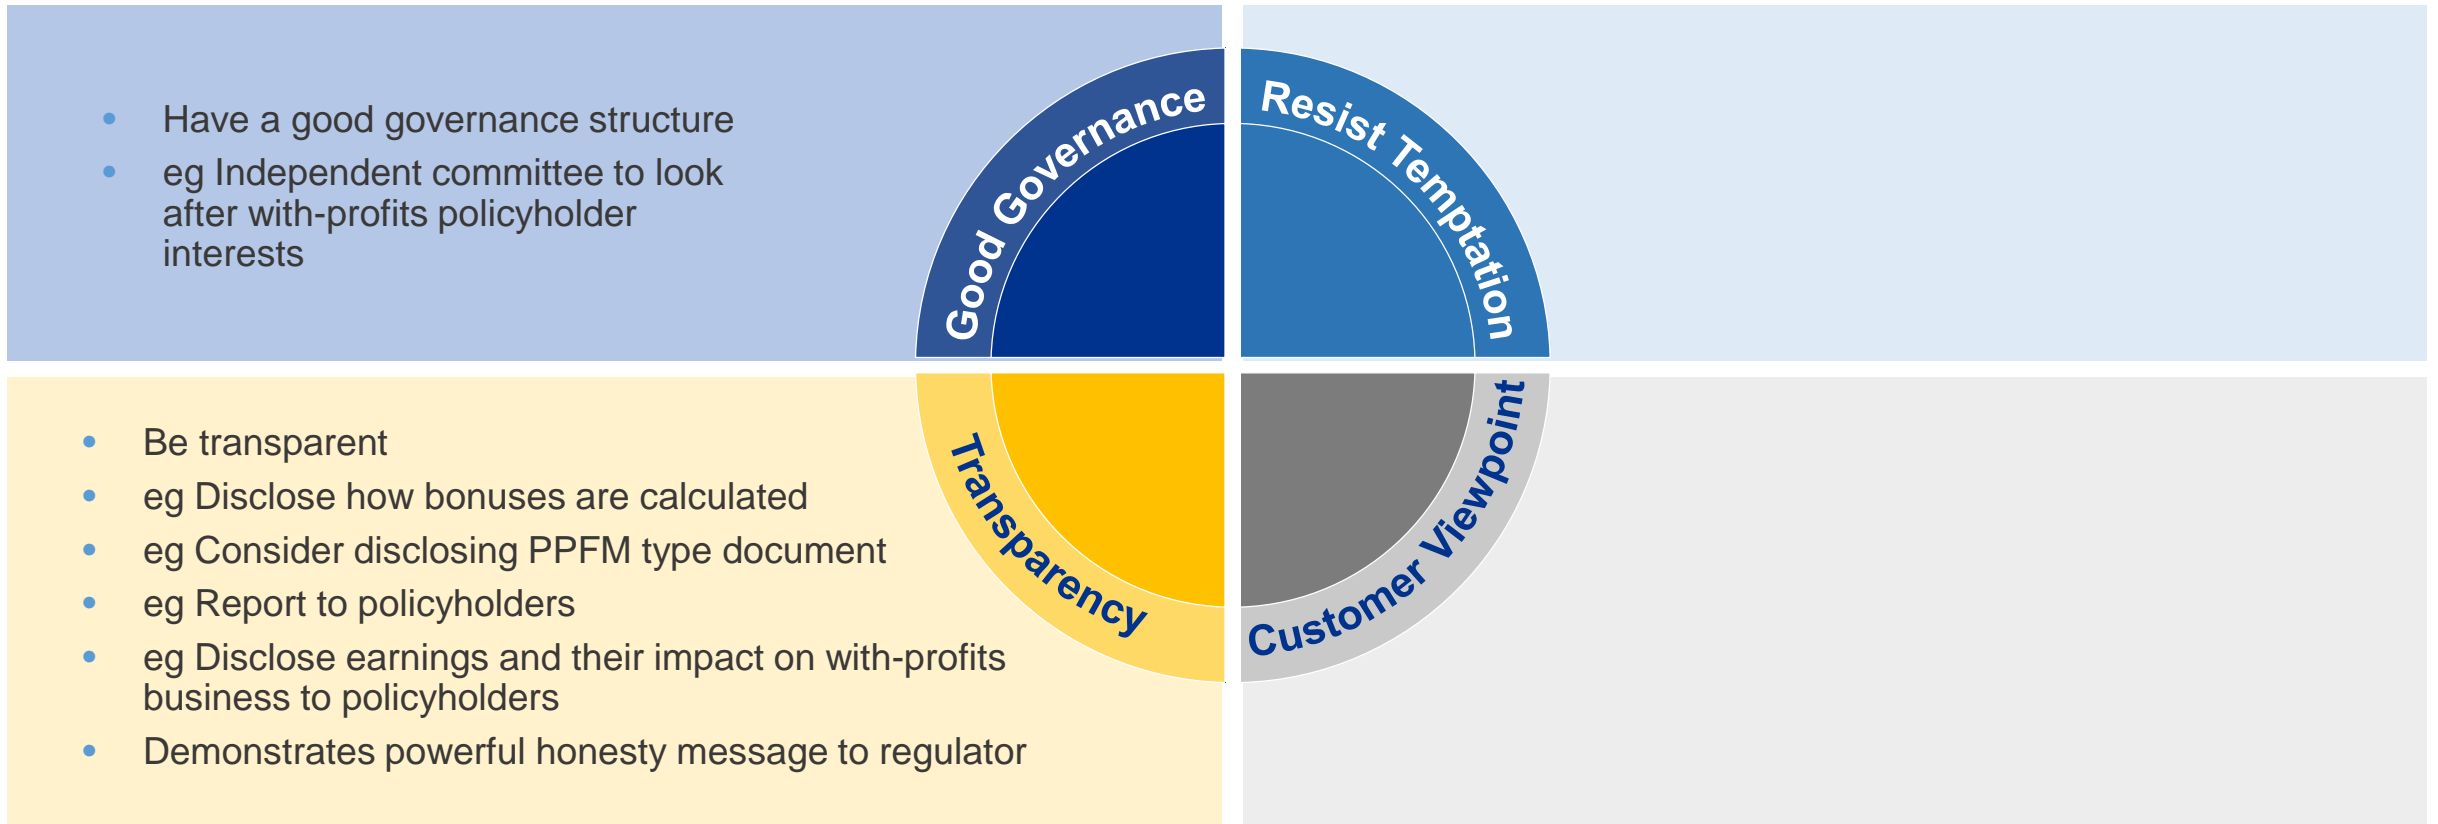 Have a good governance structure
eg Independent committee to look
after with-profits policyholder
interests
Good Governance
Resist Temptation
Be transparent
eg Disclose how bonuses are calculated
eg Consider disclosing PPFM type document
eg Report to policyholders
eg Disclose earnings and their impact on with-profits
business to policyholders
Demonstrates powerful honesty message to regulator
Transparency
Customer Viewpoint